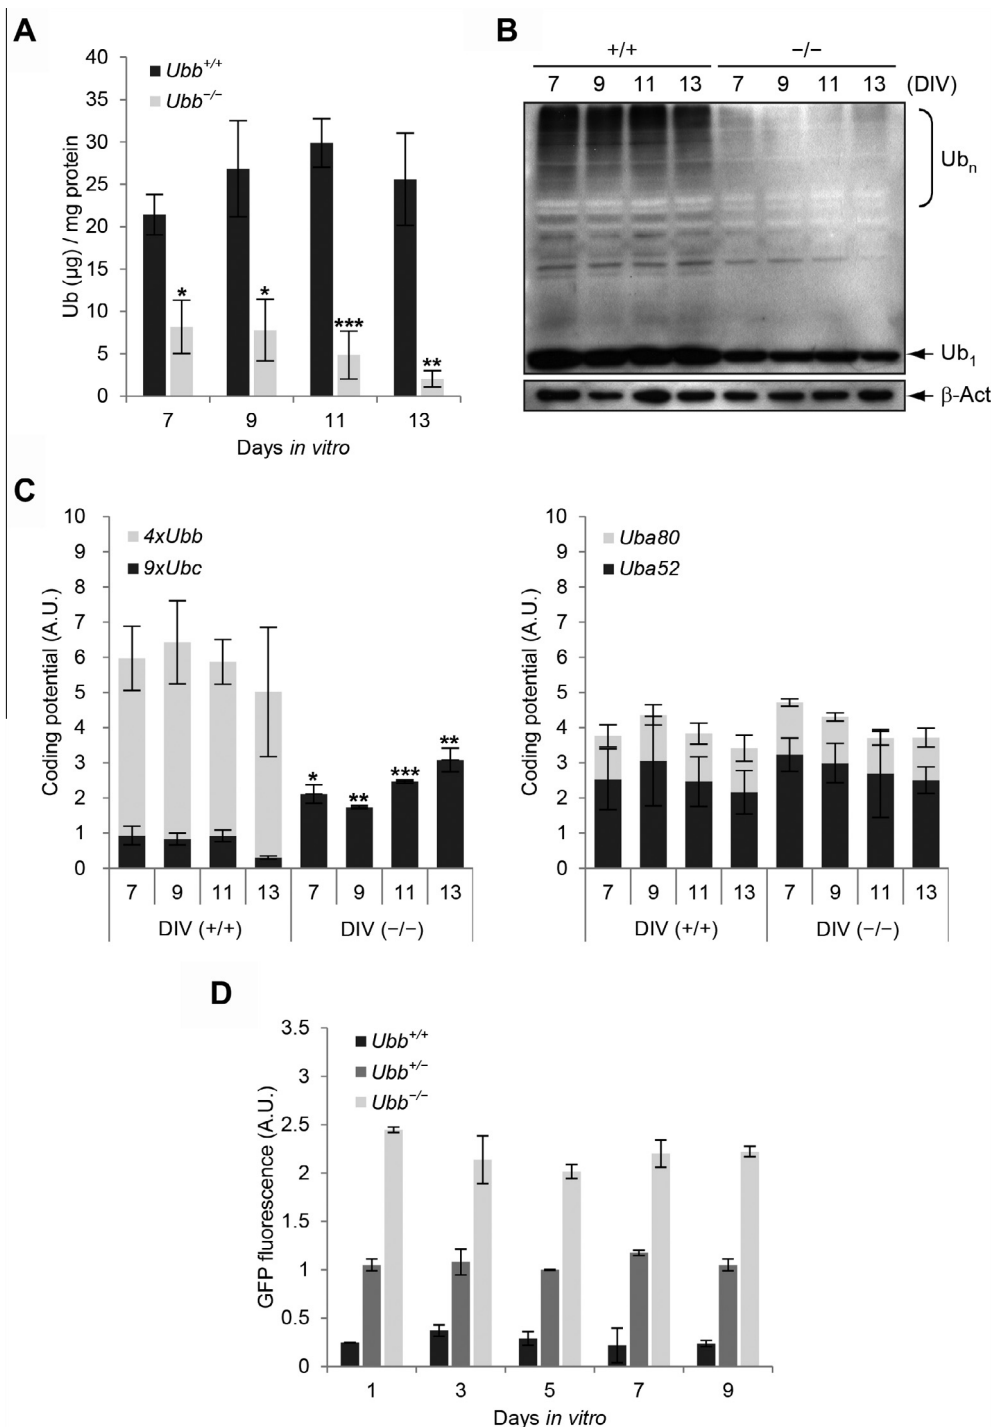 A
Ub (µg) / mg protein
45
40
35
30
25
20
15
10
5
0
Ubb+/+
Ubb−/−
*
*
***
**
7 9 11 13
Days in vitro
B
+/+ −/−
7 9 11 13 7 9 11 13 (DIV)
Ubn
Ub1
β-Act
C
Coding potential (A.U.)
10
9
8
7
6
5
4
3
2
1
0
4xUbb
9xUbc
* ** *** **
7 9 11 13 7 9 11 13
DIV (+/+) DIV (−/−)
Coding potential (A.U.)
10
9
8
7
6
5
4
3
2
1
0
Uba80
Uba52
7 9 11 13 7 9 11 13
DIV (+/+) DIV (−/−)
D
GFP fluorescence (A.U.)
3.5
3
2.5
2
1.5
1
0.5
0
Ubb+/+
Ubb+/−
Ubb−/−
1 3 5 7 9
Days in vitro